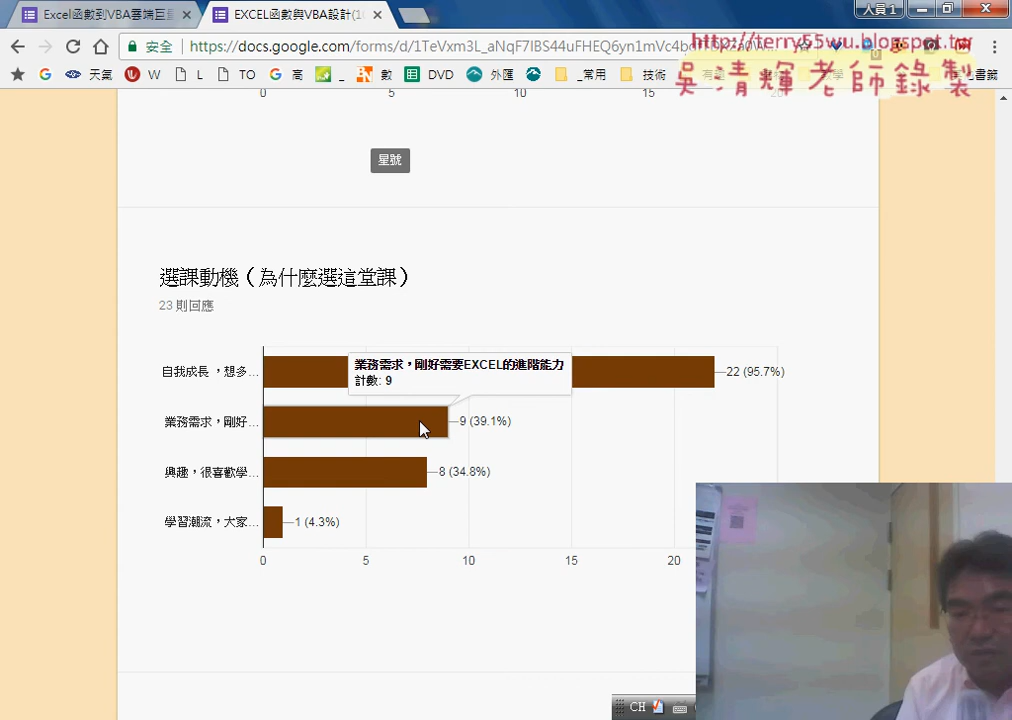 Excel函數到VBA雲端巨
EXCEL函數與VBA設計(1
人員 1
安全
https://docs.google.com/forms/d/1TeVxm3L_aNqF7IBS44uFHEQ6yn1mVc4b
http://terry55wu.blogspot.tw
天氣
W
L
TO
高
_
數
DVD
外匯
_常用
技術
吳清輝老師錄製
0
5
10
15
20
星號
選課動機（為什麼選這堂課）
23 則回應
自我成長 ，想多...
22 (95.7%)
業務需求，剛好需要EXCEL的進階能力
計數: 9
業務需求，剛好...
9 (39.1%)
興趣，很喜歡學...
8 (34.8%)
學習潮流，大家...
1 (4.3%)
0
5
10
15
20
CH